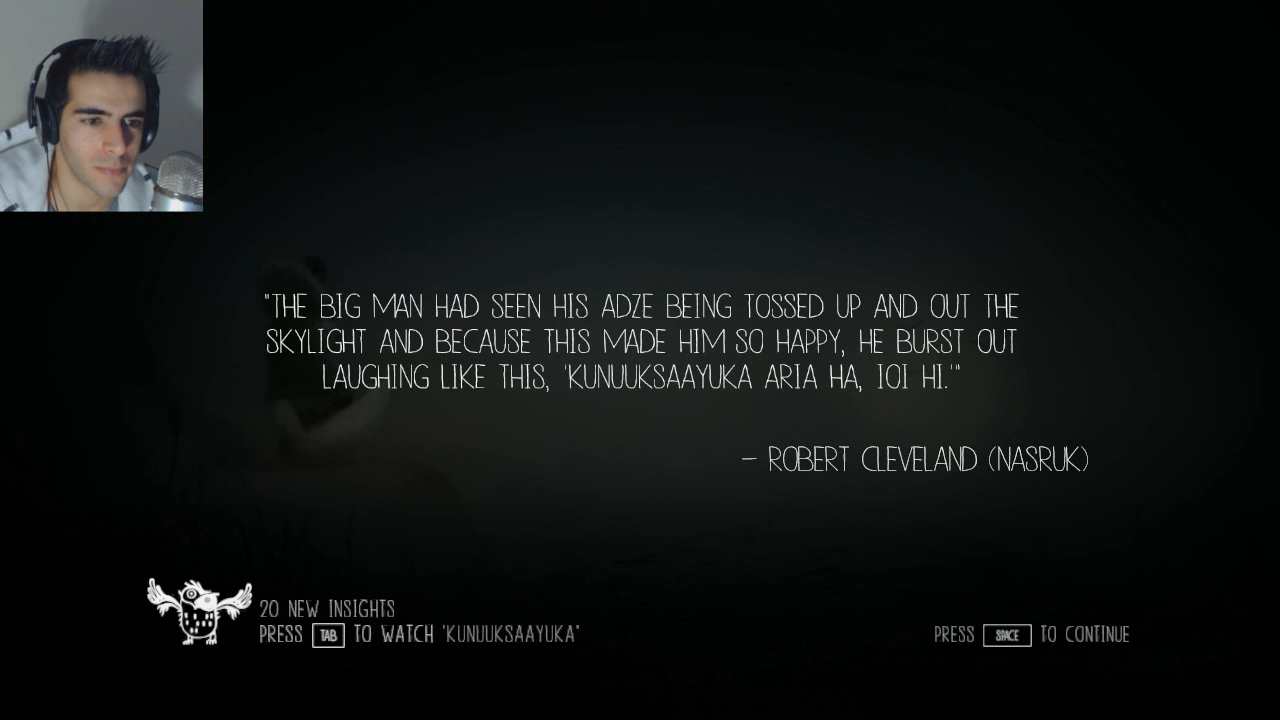 "THE BIG MAN HAD SEEN HIS ADZE BEING TOSSED UP AND OUT THE
SKYLIGHT AND BECAUSE THIS MADE HIM SO HAPPY, HE BURST OUT
LAUGHING LIKE THIS, 'KUNUUKSAAYUKA ARIA HA, IOI HI.'"
- ROBERT CLEVELAND (NASRUK)
20 NEW INSIGHTS
PRESS TAB TO WATCH 'KUNUUKSAAYUKA"
PRESS SPACE TO CONTINUE